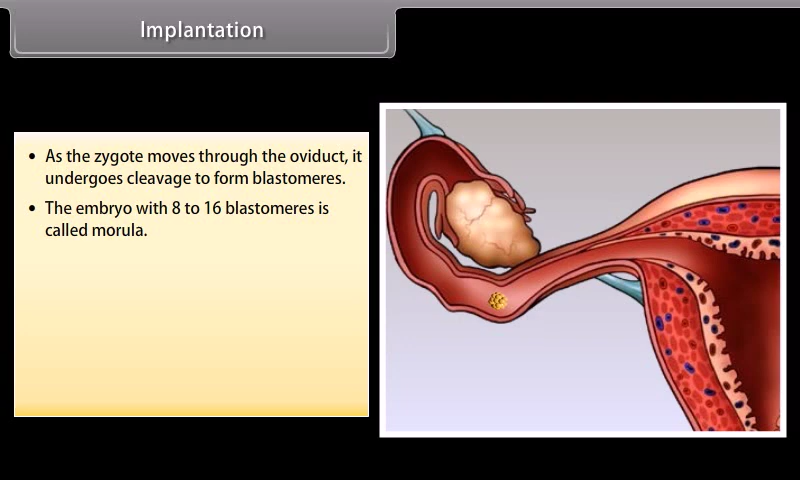 Implantation
• As the zygote moves through the oviduct, it
undergoes cleavage to form blastomeres.
• The embryo with 8 to 16 blastomeres is
called morula.